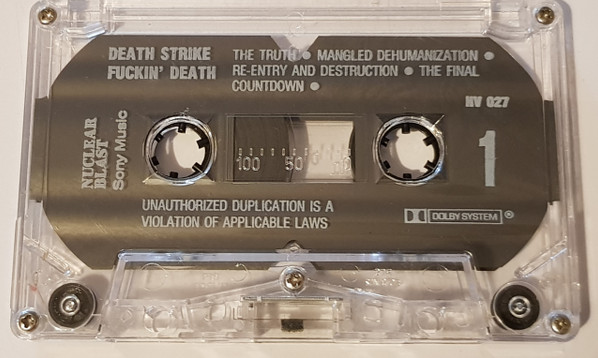 DEATH STRIKE
FUCKIN' DEATH
THE TRUTH • MANGLED DEHUMANIZATION •
RE-ENTRY AND DESTRUCTION • THE FINAL
COUNTDOWN •
NV 027
1
NUCLEAR
BLAST
Sony Music
100 50
UNAUTHORIZED DUPLICATION IS A
VIOLATION OF APPLICABLE LAWS
DOLBY SYSTEM ®